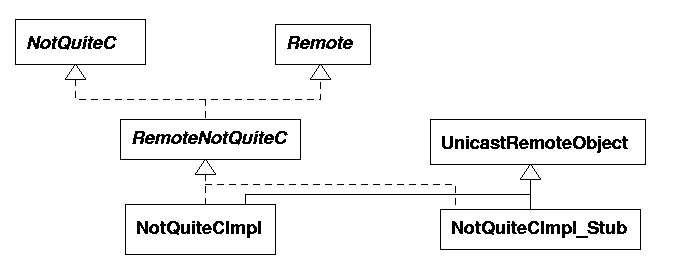 NotQuiteC
Remote
RemoteNotQuiteC
UnicastRemoteObject
NotQuiteCImpl
NotQuiteCImpl_Stub